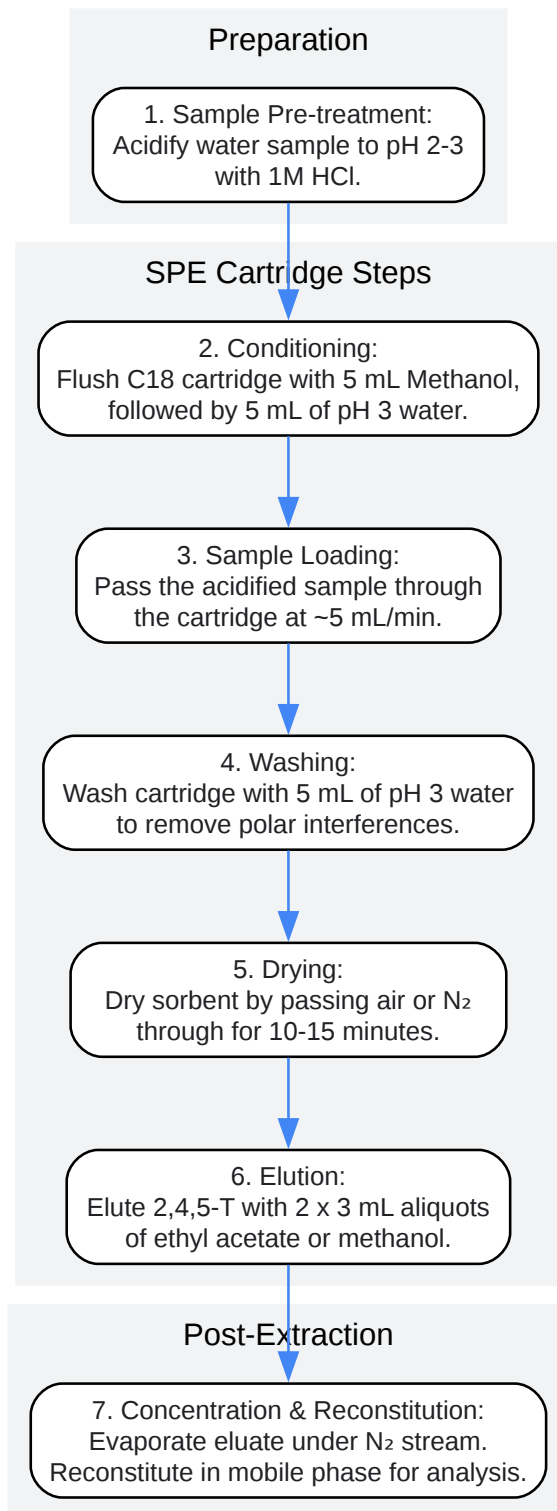 Preparation
1. Sample Pre-treatment:
Acidify water sample to pH 2-3
with 1M HCl.
SPE Cartridge Steps
2. Conditioning:
Flush C18 cartridge with 5 mL Methanol,
followed by 5 mL of pH 3 water.
3. Sample Loading:
Pass the acidified sample through
the cartridge at ~5 mL/min.
4. Washing:
Wash cartridge with 5 mL of pH 3 water
to remove polar interferences.
5. Drying:
Dry sorbent by passing air or N₂
through for 10-15 minutes.
6. Elution:
Elute 2,4,5-T with 2 x 3 mL aliquots
of ethyl acetate or methanol.
Post-Extraction
7. Concentration & Reconstitution:
Evaporate eluate under N₂ stream.
Reconstitute in mobile phase for analysis.